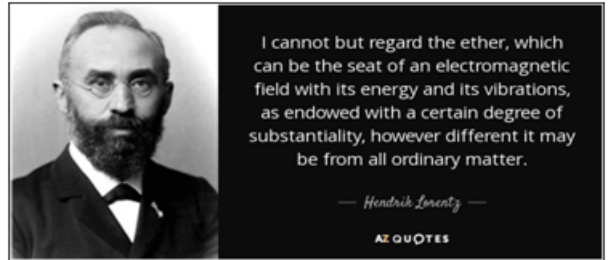 I cannot but regard the ether, which
can be the seat of an electromagnetic
field with its energy and its vibrations,
as endowed with a certain degree of
substantiality, however different it may
be from all ordinary matter.
— Hendrik Lorentz —
AZ QUOTES